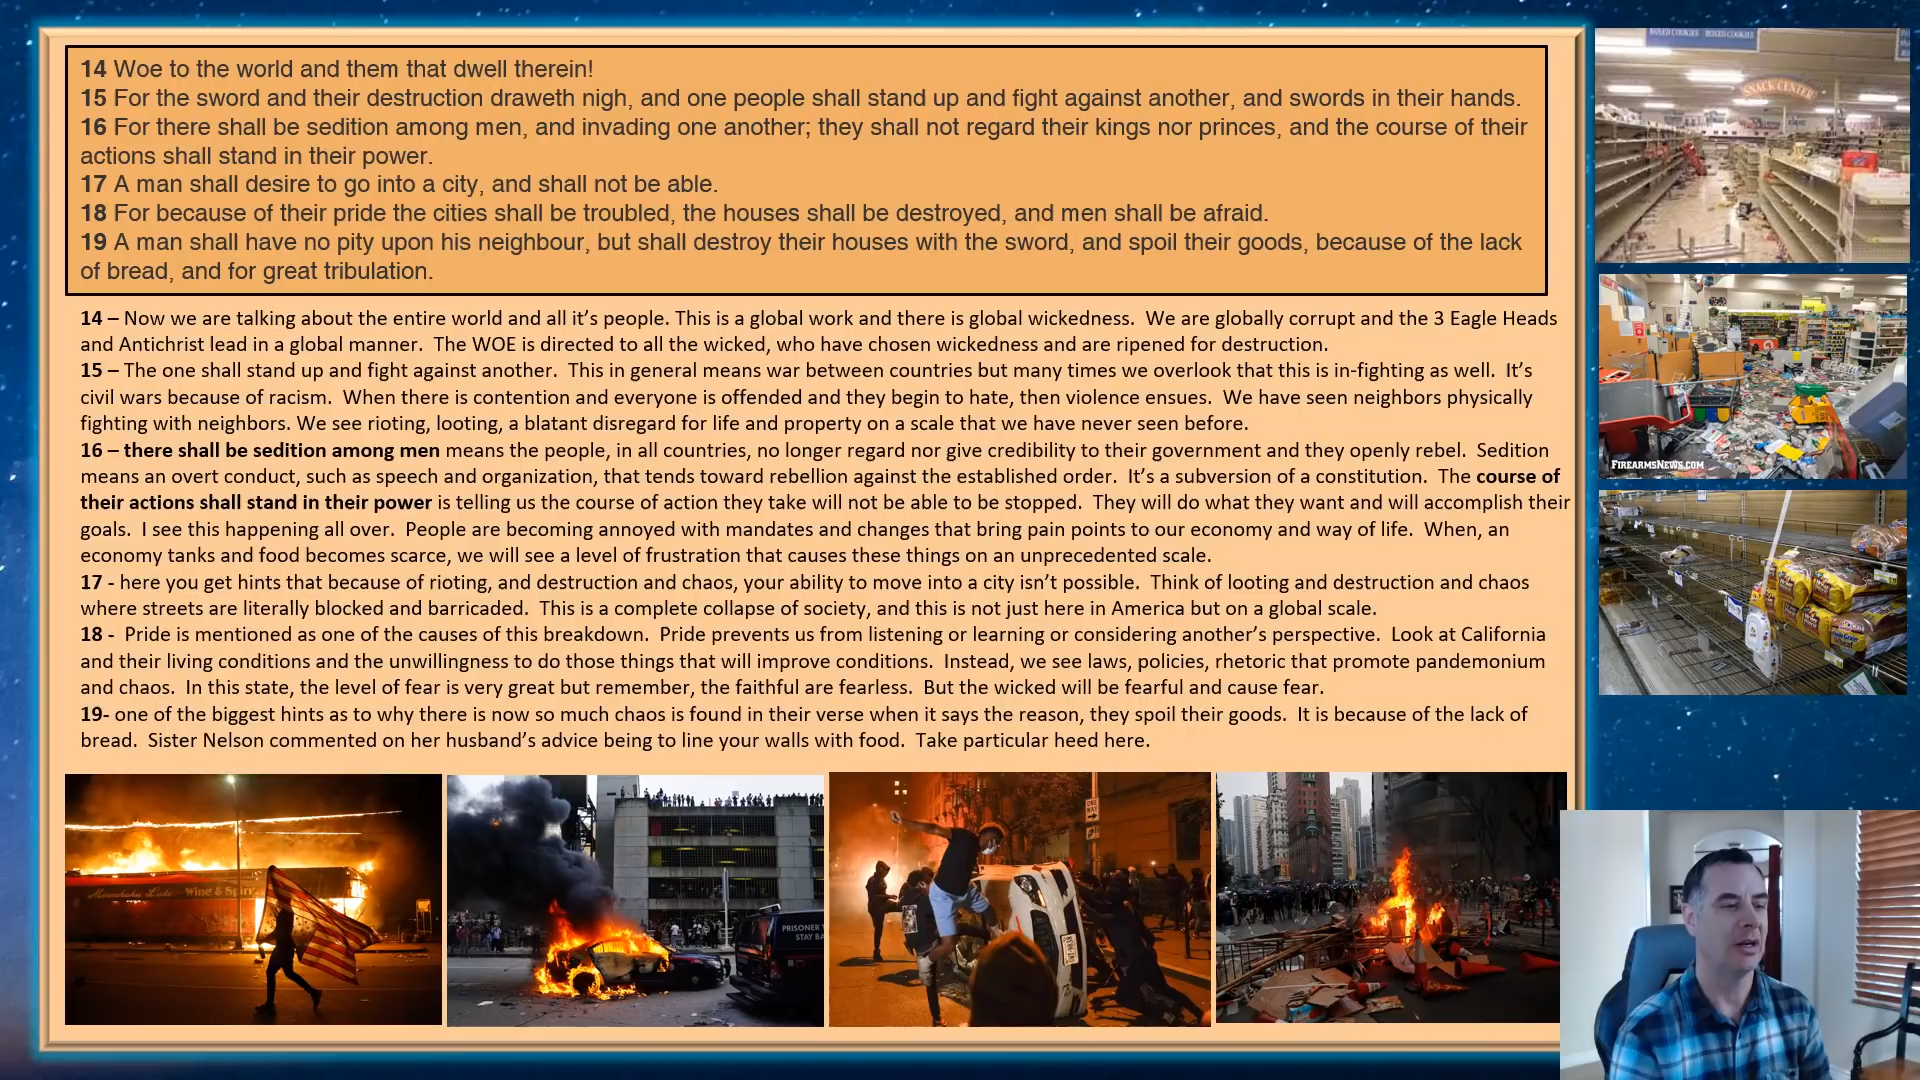 14 Woe to the world and them that dwell therein!
15 For the sword and their destruction draweth nigh, and one people shall stand up and fight against another, and swords in their hands.
16 For there shall be sedition among men, and invading one another; they shall not regard their kings nor princes, and the course of their
actions shall stand in their power.
17 A man shall desire to go into a city, and shall not be able.
18 For because of their pride the cities shall be troubled, the houses shall be destroyed, and men shall be afraid.
19 A man shall have no pity upon his neighbour, but shall destroy their houses with the sword, and spoil their goods, because of the lack
of bread, and for great tribulation.
14 – Now we are talking about the entire world and all it's people. This is a global work and there is global wickedness. We are globally corrupt and the 3 Eagle Heads
and Antichrist lead in a global manner. The WOE is directed to all the wicked, who have chosen wickedness and are ripened for destruction.
15 – The one shall stand up and fight against another. This in general means war between countries but many times we overlook that this is in-fighting as well. It's
civil wars because of racism. When there is contention and everyone is offended and they begin to hate, then violence ensues. We have seen neighbors physically
fighting with neighbors. We see rioting, looting, a blatant disregard for life and property on a scale that we have never seen before.
16 – there shall be sedition among men means the people, in all countries, no longer regard nor give credibility to their government and they openly rebel. Sedition
means an overt conduct, such as speech and organization, that tends toward rebellion against the established order. It's a subversion of a constitution. The course of
their actions shall stand in their power is telling us the course of action they take will not be able to be stopped. They will do what they want and will accomplish their
goals. I see this happening all over. People are becoming annoyed with mandates and changes that bring pain points to our economy and way of life. When, an
economy tanks and food becomes scarce, we will see a level of frustration that causes these things on an unprecedented scale.
17 - here you get hints that because of rioting, and destruction and chaos, your ability to move into a city isn't possible. Think of looting and destruction and chaos
where streets are literally blocked and barricaded. This is a complete collapse of society, and this is not just here in America but on a global scale.
18 - Pride is mentioned as one of the causes of this breakdown. Pride prevents us from listening or learning or considering another's perspective. Look at California
and their living conditions and the unwillingness to do those things that will improve conditions. Instead, we see laws, policies, rhetoric that promote pandemonium
and chaos. In this state, the level of fear is very great but remember, the faithful are fearless. But the wicked will be fearful and cause fear.
19- one of the biggest hints as to why there is now so much chaos is found in their verse when it says the reason, they spoil their goods. It is because of the lack of
bread. Sister Nelson commented on her husband's advice being to line your walls with food. Take particular heed here.
BOXED COOKIES BOXED COOKIES
SNACK CENTER
FIREARMSNEWS.COM
Wine & Spirits
PRISONER
STAY BA
ONE
WAY